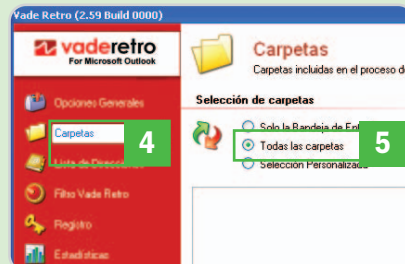 Vade Retro (2.59 Build 0000)
vaderetro
For Microsoft Outlook
Carpetas
Carpetas incluidas en el proceso d
Opciones Generales
Selección de carpetas
Carpetas
4
Solo la Bandeja de
Todas las carpetas
5
Lista de
Selección
Filtro Vade Retro
Registro
Estadísticas